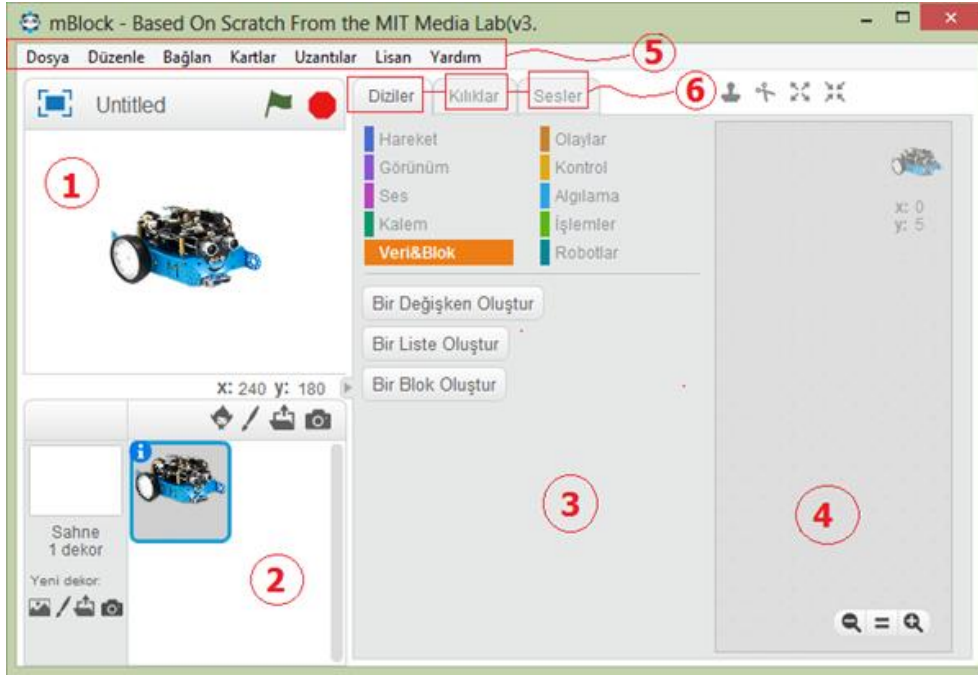 mBlock - Based On Scratch From the MIT Media Lab(v3.
Dosya Düzenle Bağlan Kartlar Uzantılar Lisan Yardım
5
Untitled
Diziler Kılıklar Sesler
6
1
Hareket Olaylar
Görünüm Kontrol
Ses Algılama
Kalem İşlemler
Veri&Blok Robotlar
x: 0
y: 5
Bir Değişken Oluştur
Bir Liste Oluştur
Bir Blok Oluştur
X: 240 y: 180
Sahne
1 dekor
Yeni dekor:
2
3
4